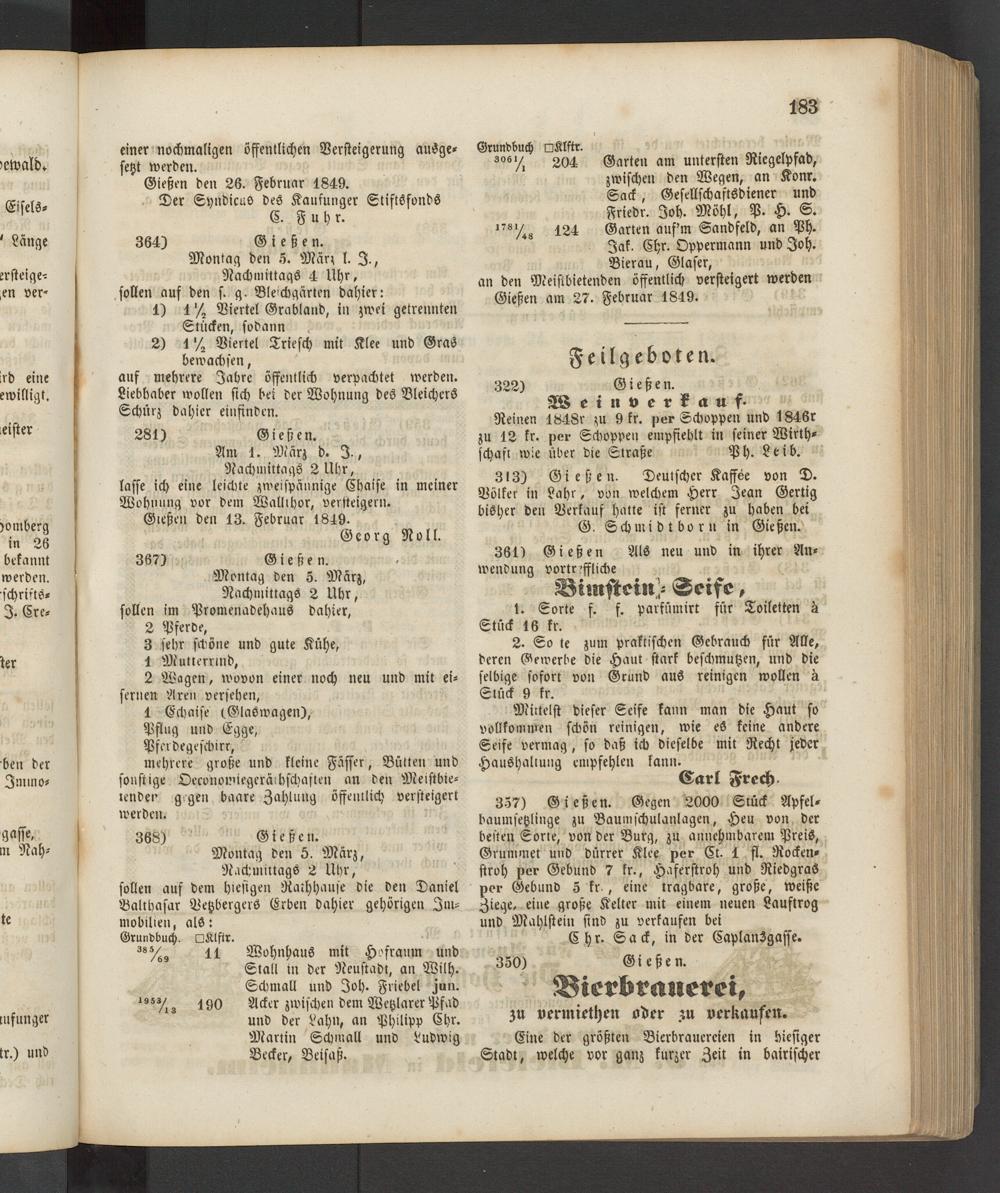 183
einer nochmaligen öffentlichen Versteigerung ausge-
setzt werden.
Gießen den 26. Februar 1849.
Der Syndicus des Kaufunger Stiftsfonds
C. Fuhr.
364) Gießen.
Montag den 5. März l. J.,
Nachmittags 4 Uhr,
sollen auf den s. g. Bleichgärten dahier:
1) 1½ Viertel Grabland, in zwei getrennten
Stücken, sodann
2) 1½ Viertel Triesch mit Klee und Gras
bewachsen,
auf mehrere Jahre öffentlich verpachtet werden.
Liebhaber wollen sich bei der Wohnung des Bleichers
Schürz dahier einfinden.
281) Gießen.
Am 1. März d. J.,
Nachmittags 2 Uhr,
lasse ich eine leichte zweispännige Chaise in meiner
Wohnung vor dem Wallthor, versteigern.
Gießen den 13. Februar 1849.
Georg Noll.
367) Gießen.
Montag den 5. März,
Nachmittags 2 Uhr,
sollen im Promenadehaus dahier,
2 Pferde,
3 sehr schöne und gute Kühe,
1 Mutterrind,
2 Wagen, wovon einer noch neu und mit ei-
sernen Axen versehen,
1 Chaise (Glaswagen),
Pflug und Egge,
Pferdegeschirr,
mehrere große und kleine Fässer, Bütten und
sonstige Oeconomiegeräthschaften an den Meistbie-
tenden gegen baare Zahlung öffentlich versteigert
werden.
368) Gießen.
Montag den 5. März,
Nachmittags 2 Uhr,
sollen auf dem hiesigen Rathhause die den Daniel
Balthasar Vetzbergers Erben dahier gehörigen Im-
mobilien, als:
Grundbuch. □Klftr.
385/69 11 Wohnhaus mit Hofraum und
Stall in der Neustadt, an Wilh.
Schmall und Joh. Friebel jun.
1953/13 190 Acker zwischen dem Wetzlarer Pfad
und der Lahn, an Philipp Chr.
Martin Schmall und Ludwig
Becker, Beisaß.
Grundbuch □Klftr.
3061/1 204 Garten am untersten Riegelpfad,
zwischen den Wegen, an Konr.
Sack, Gesellschaftsdiener und
Friedr. Joh. Möhl, P. H. S.
1781/48 124 Garten auf'm Sandfeld, an Ph.
Jak. Chr. Oppermann und Joh.
Bierau, Glaser,
an den Meistbietenden öffentlich versteigert werden
Gießen am 27. Februar 1849.
Feilgeboten.
322) Gießen.
Weinverkauf.
Reinen 1848r zu 9 kr. per Schoppen und 1846r
zu 12 kr. per Schoppen empfiehlt in seiner Wirth-
schaft wie über die Straße Ph. Leib.
313) Gießen. Deutscher Kaffée von D.
Völker in Lahr, von welchem Herr Jean Gertig
bisher den Verkauf hatte ist ferner zu haben bei
G. Schmidtborn in Gießen.
361) Gießen Als neu und in ihrer An-
wendung vortreffliche
Bimstein-Seife,
1. Sorte f. f. parfümirt für Toiletten à
Stück 16 kr.
2. So te zum praktischen Gebrauch für Alle,
deren Gewerbe die Haut stark beschmutzen, und die
selbige sofort von Grund aus reinigen wollen à
Stück 9 kr.
Mittelst dieser Seife kann man die Haut so
vollkommen schön reinigen, wie es keine andere
Seife vermag, so daß ich dieselbe mit Recht jeder
Haushaltung empfehlen kann.
Carl Frech.
357) Gießen. Gegen 2000 Stück Apfel-
baumsetzlinge zu Baumschulanlagen, Heu von der
besten Sorte, von der Burg, zu annehmbarem Preis,
Grummet und dürrer Klee per Ct. 1 fl. Rocken-
stroh per Gebund 7 kr., Haferstroh und Riedgras
per Gebund 5 kr., eine tragbare, große, weiße
Ziege, eine große Kelter mit einem neuen Lauftrog
und Mahlstein sind zu verkaufen bei
Chr. Sack, in der Caplansgasse.
350) Gießen.
Bierbrauerei,
zu vermiethen oder zu verkaufen.
Eine der größten Bierbrauereien in hiesiger
Stadt, welche vor ganz kurzer Zeit in bairischer